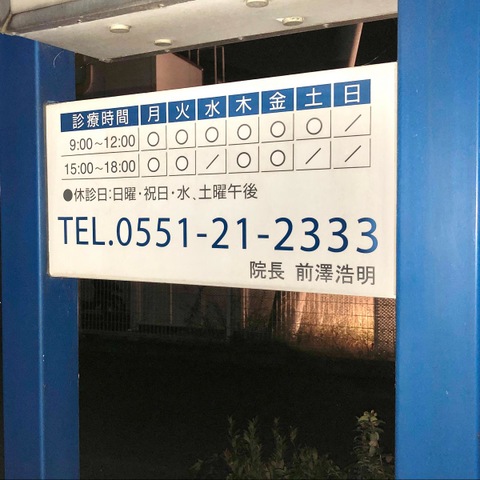 診療時間 月 火 水 木 金 土 日
9:00~12:00 ○ ○ ○ ○ ○ ○ ／
15:00~18:00 ○ ○ ／ ○ ○ ／ ／
●休診日:日曜・祝日・水、土曜午後
TEL.0551-21-2333
院長 前澤浩明